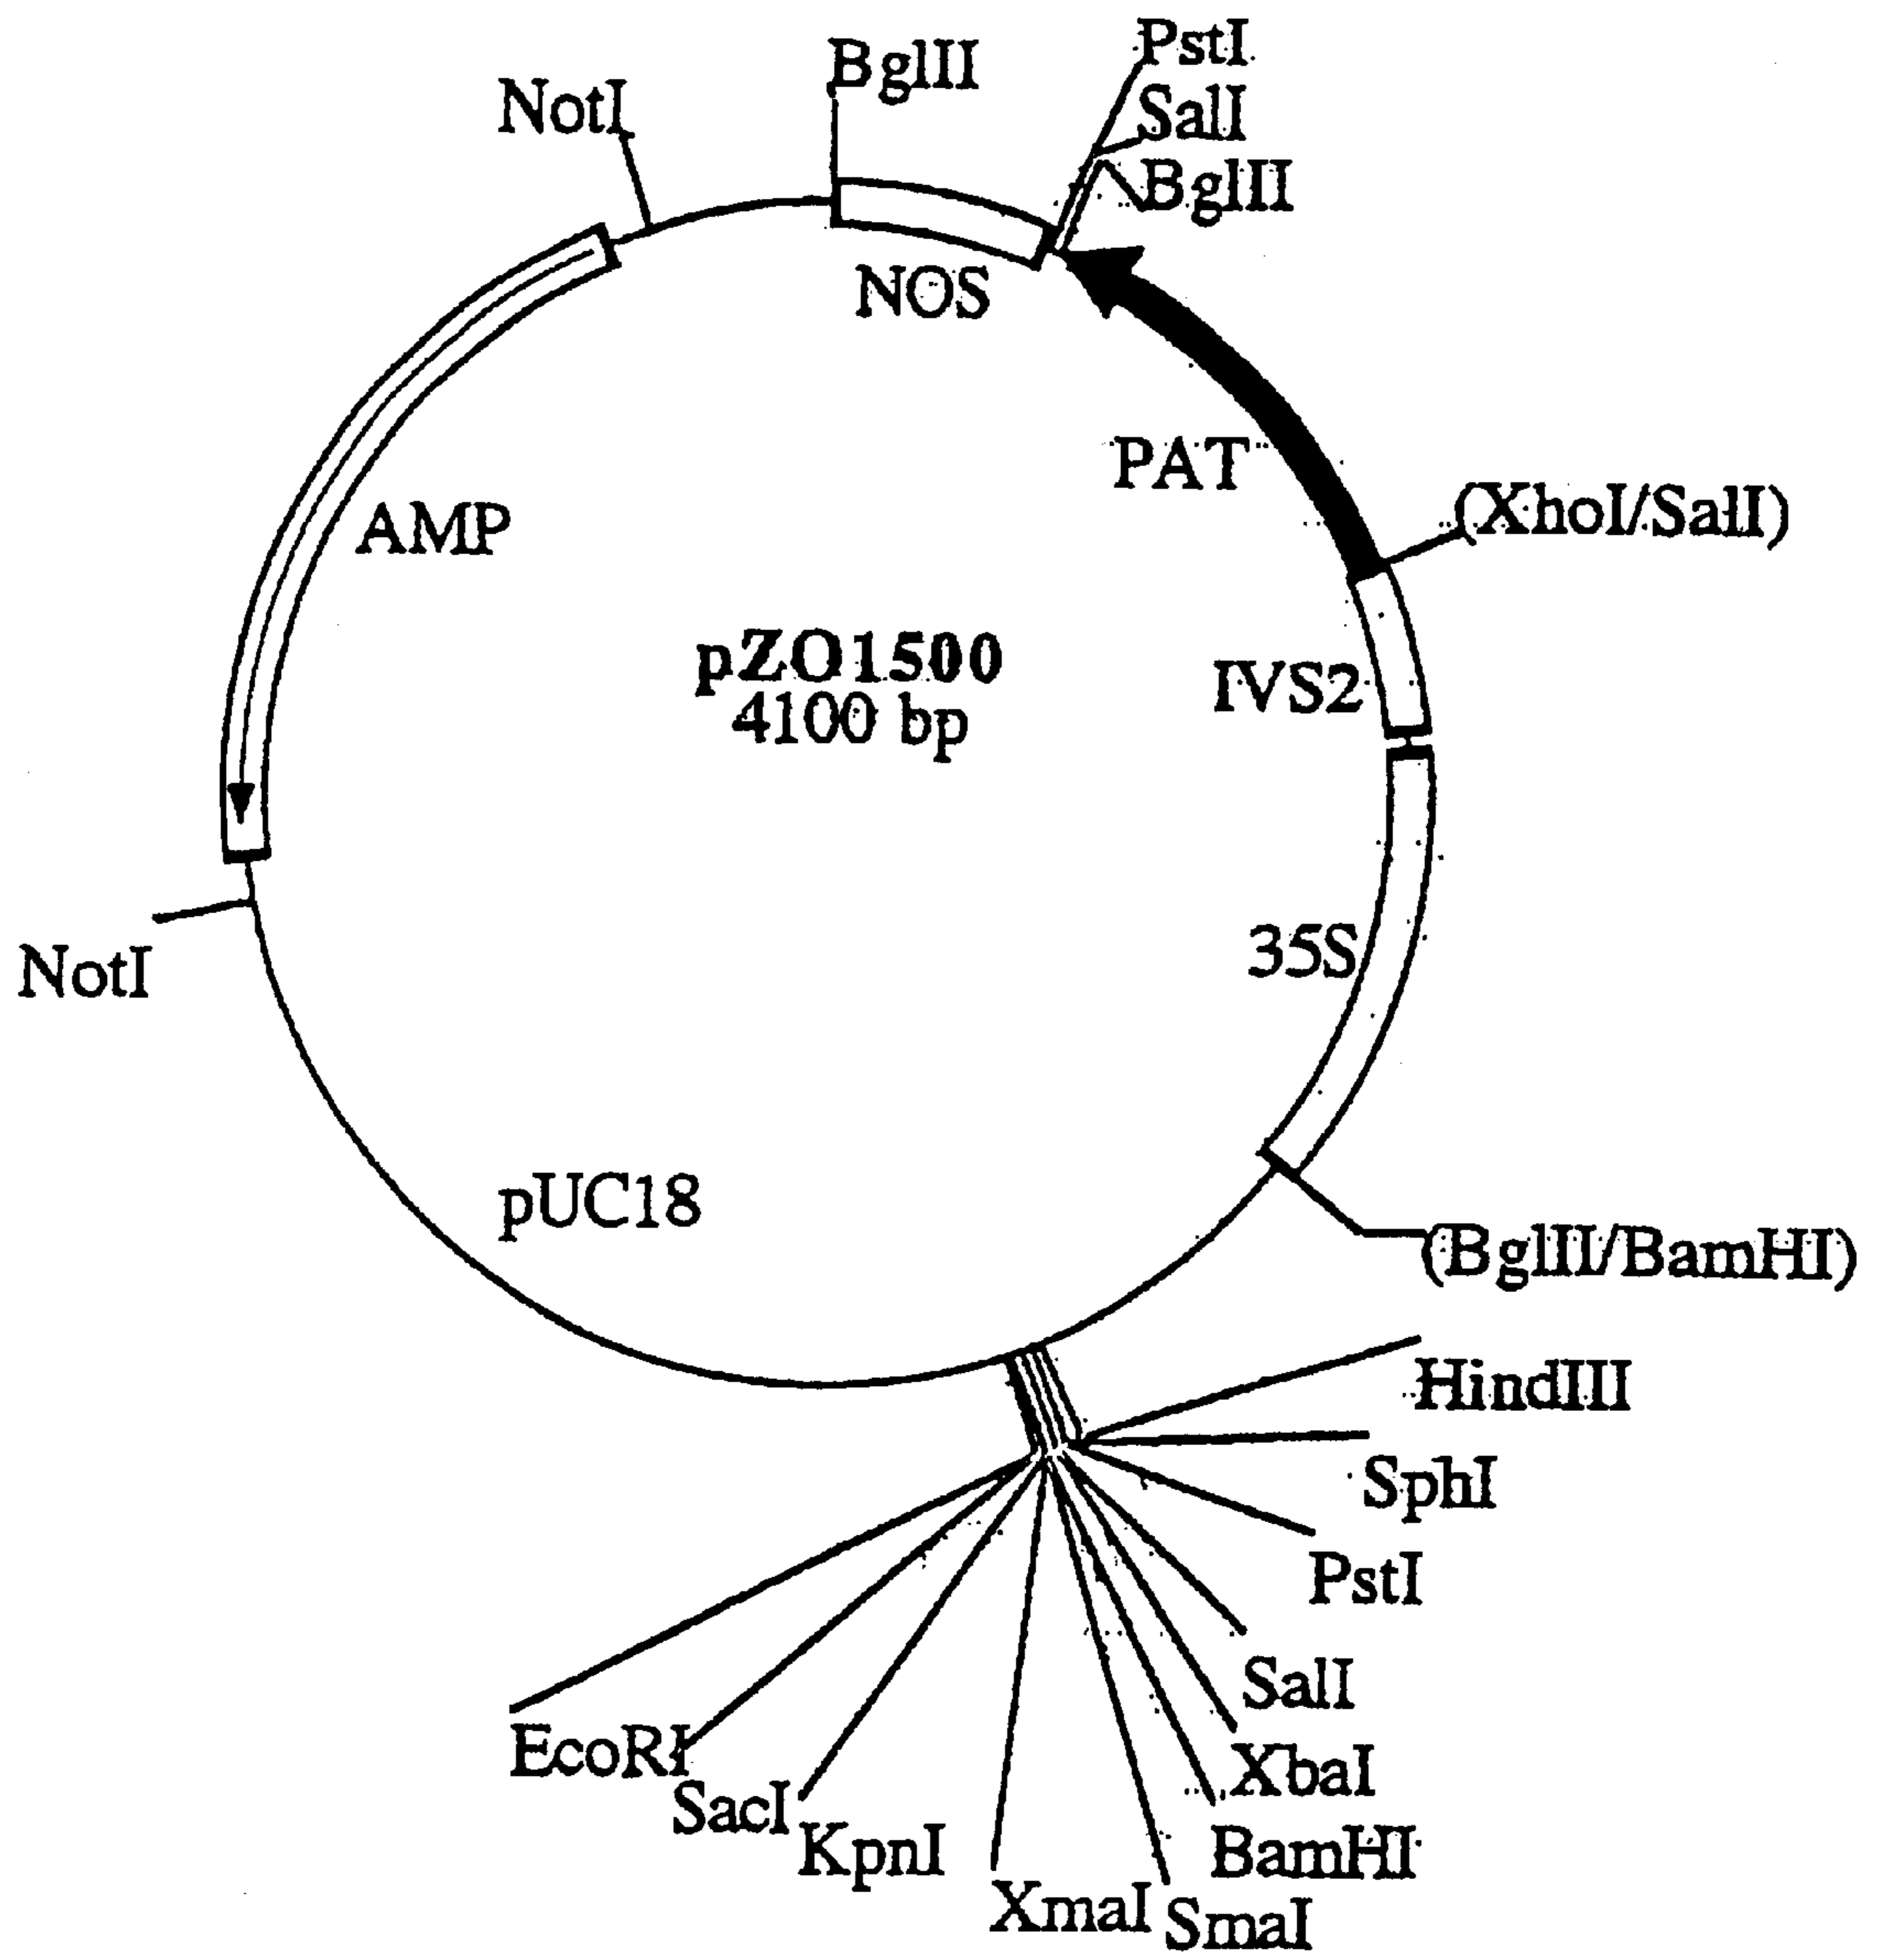 PstI
BglII
SalI
NotI
BglII
NOS
PAT
(XhoI/SalI)
AMP
pZO1500
4100 bp
IVS2
35S
NotI
pUC18
(BglII/BamHI)
HindIII
SphI
PstI
SalI
EcoRI
XbaI
SacI
KpnI
BamHI
XmaI
SmaI